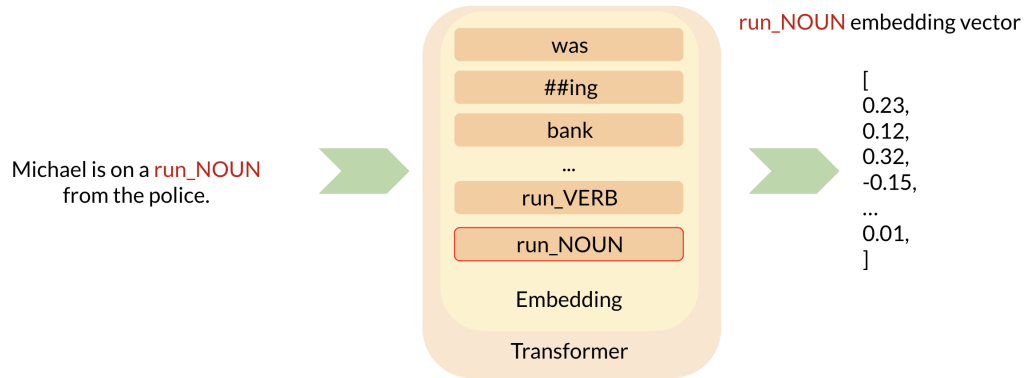 Michael is on a run_NOUN
from the police.
was
##ing
bank
...
run_VERB
run_NOUN
Embedding
Transformer
run_NOUN embedding vector
[
0.23,
0.12,
0.32,
-0.15,
...
0.01,
]